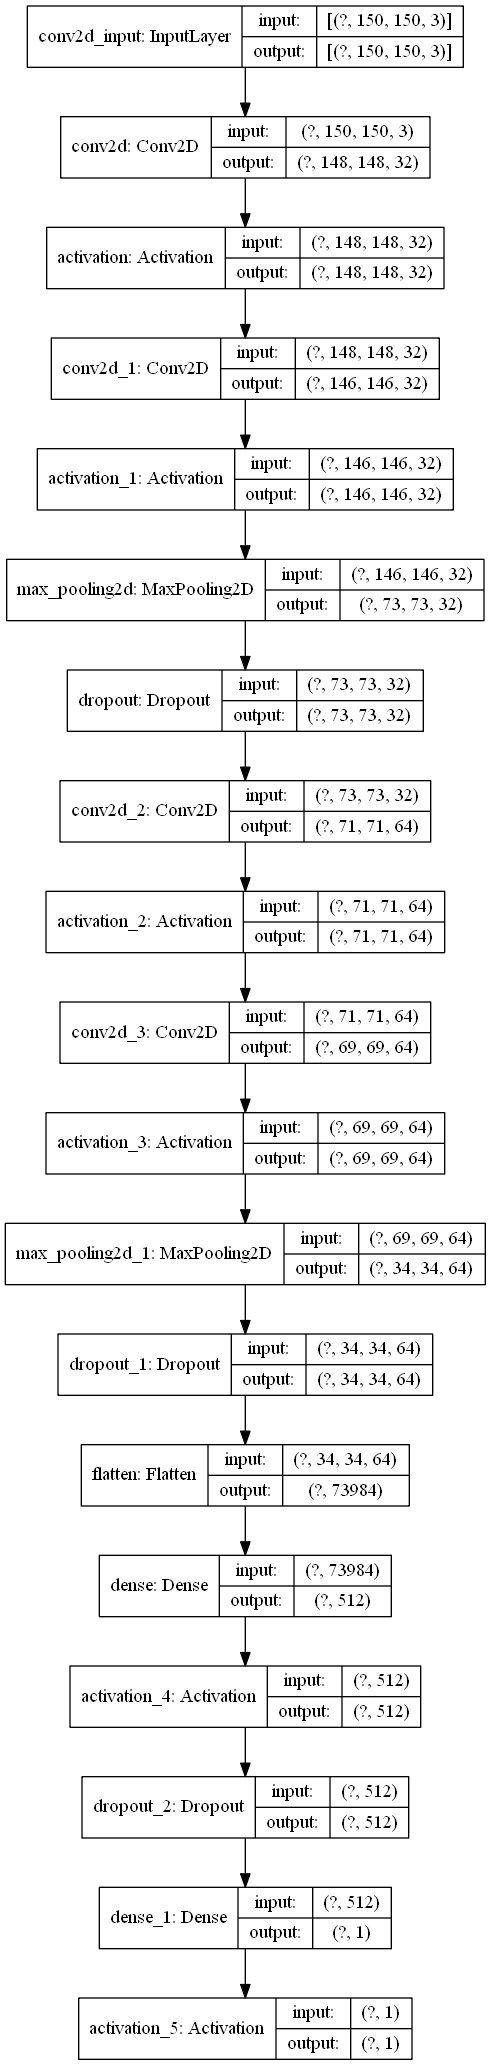 conv2d_input: InputLayer
input: [(?, 150, 150, 3)]
output: [(?, 150, 150, 3)]
conv2d: Conv2D
input: (?, 150, 150, 3)
output: (?, 148, 148, 32)
activation: Activation
input: (?, 148, 148, 32)
output: (?, 148, 148, 32)
conv2d_1: Conv2D
input: (?, 148, 148, 32)
output: (?, 146, 146, 32)
activation_1: Activation
input: (?, 146, 146, 32)
output: (?, 146, 146, 32)
max_pooling2d: MaxPooling2D
input: (?, 146, 146, 32)
output: (?, 73, 73, 32)
dropout: Dropout
input: (?, 73, 73, 32)
output: (?, 73, 73, 32)
conv2d_2: Conv2D
input: (?, 73, 73, 32)
output: (?, 71, 71, 64)
activation_2: Activation
input: (?, 71, 71, 64)
output: (?, 71, 71, 64)
conv2d_3: Conv2D
input: (?, 71, 71, 64)
output: (?, 69, 69, 64)
activation_3: Activation
input: (?, 69, 69, 64)
output: (?, 69, 69, 64)
max_pooling2d_1: MaxPooling2D
input: (?, 69, 69, 64)
output: (?, 34, 34, 64)
dropout_1: Dropout
input: (?, 34, 34, 64)
output: (?, 34, 34, 64)
flatten: Flatten
input: (?, 34, 34, 64)
output: (?, 73984)
dense: Dense
input: (?, 73984)
output: (?, 512)
activation_4: Activation
input: (?, 512)
output: (?, 512)
dropout_2: Dropout
input: (?, 512)
output: (?, 512)
dense_1: Dense
input: (?, 512)
output: (?, 1)
activation_5: Activation
input: (?, 1)
output: (?, 1)